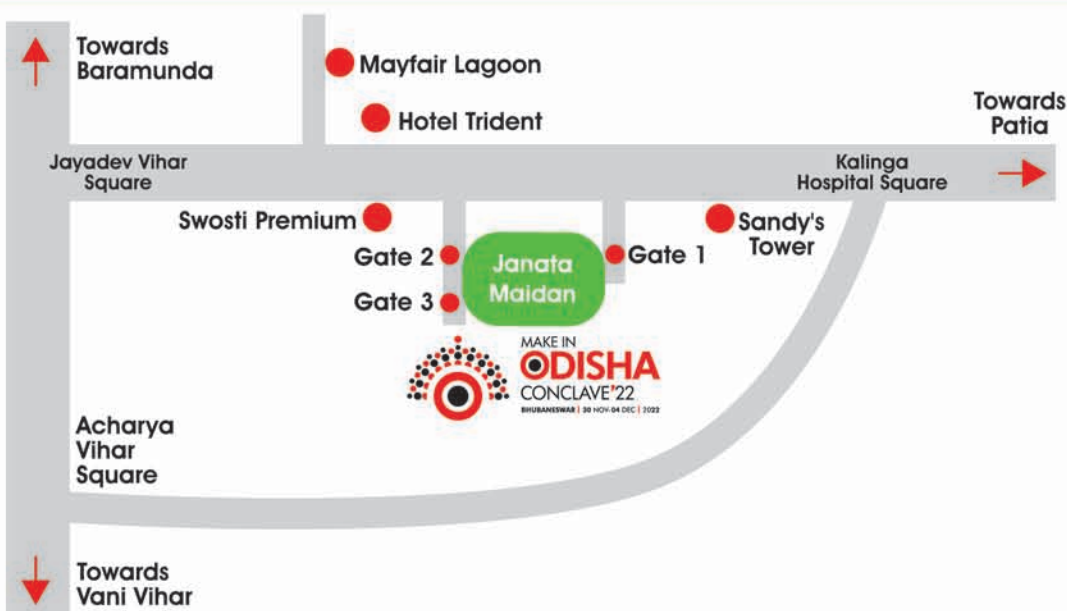 Towards
Baramunda
Mayfair Lagoon
Hotel Trident
Towards
Patia
Jayadev Vihar
Square
Kalinga
Hospital Square
Swosti Premium
Sandy's
Tower
Gate 2
Janata
Maidan
Gate 1
Gate 3
MAKE IN
ODISHA
CONCLAVE'22
BHUBANESWAR | 30 NOV-04 DEC | 2022
Acharya
Vihar
Square
Towards
Vani Vihar